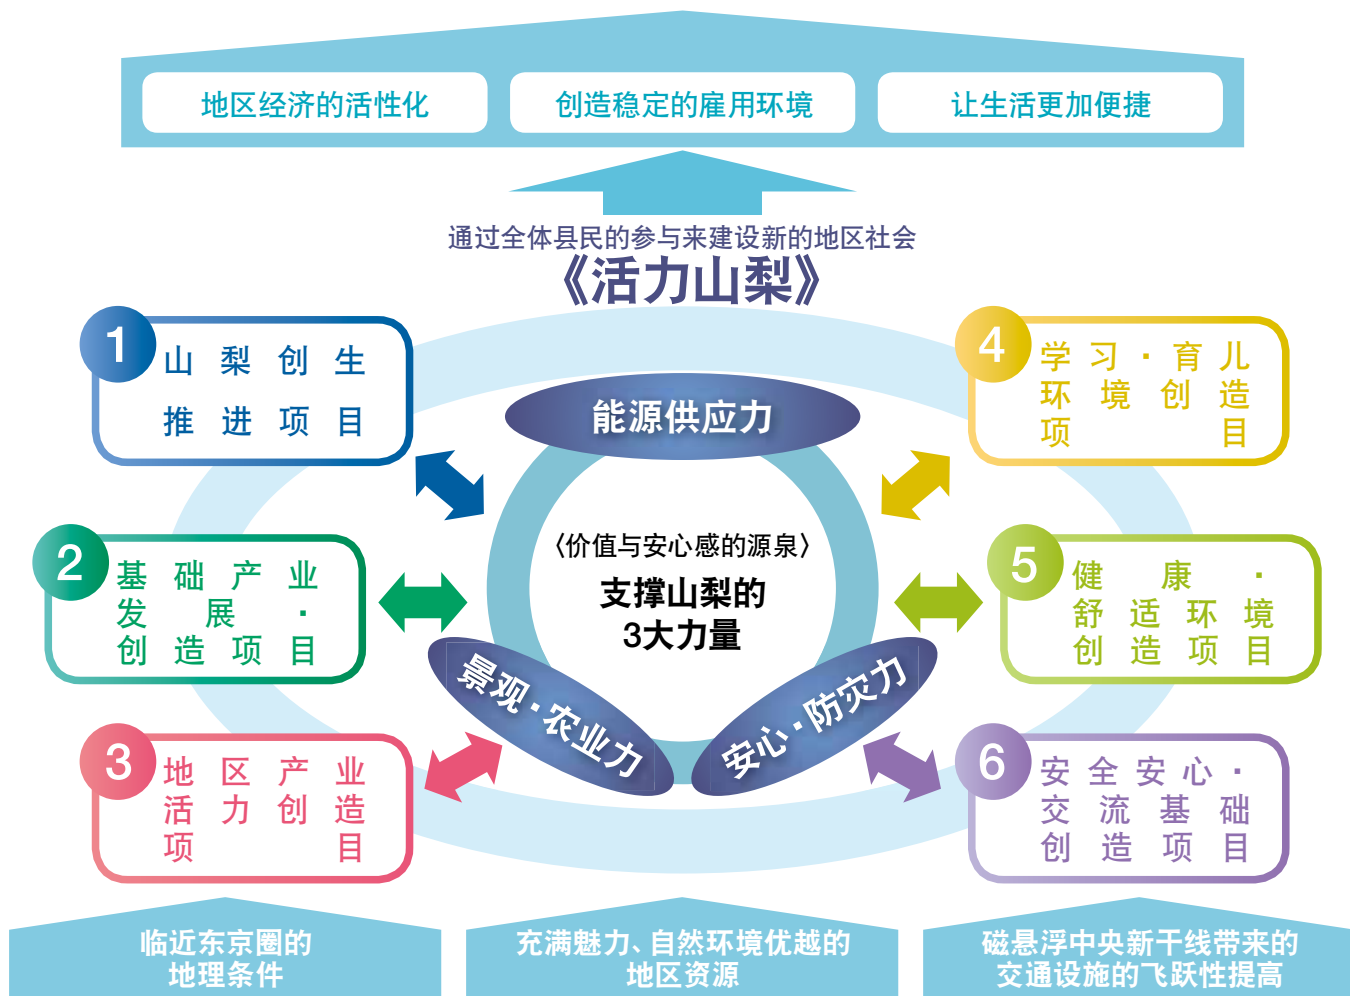 地区经济的活性化
创造稳定的雇用环境
让生活更加便捷
通过全体县民的参与来建设新的地区社会
《活力山梨》
1
山梨创生
推进项目
2
基础产业
发展·
创造项目
3
地区产业
活力创造
项目
能源供应力
〈价值与安心感的源泉〉
支撑山梨的
3大力量
景观·农业力
安心·防灾力
4
学习·育儿
环境创造
项目
5
健康·
舒适环境
创造项目
6
安全安心·
交流基础
创造项目
临近东京圈的
地理条件
充满魅力、自然环境优越的
地区资源
磁悬浮中央新干线带来的
交通设施的飞跃性提高